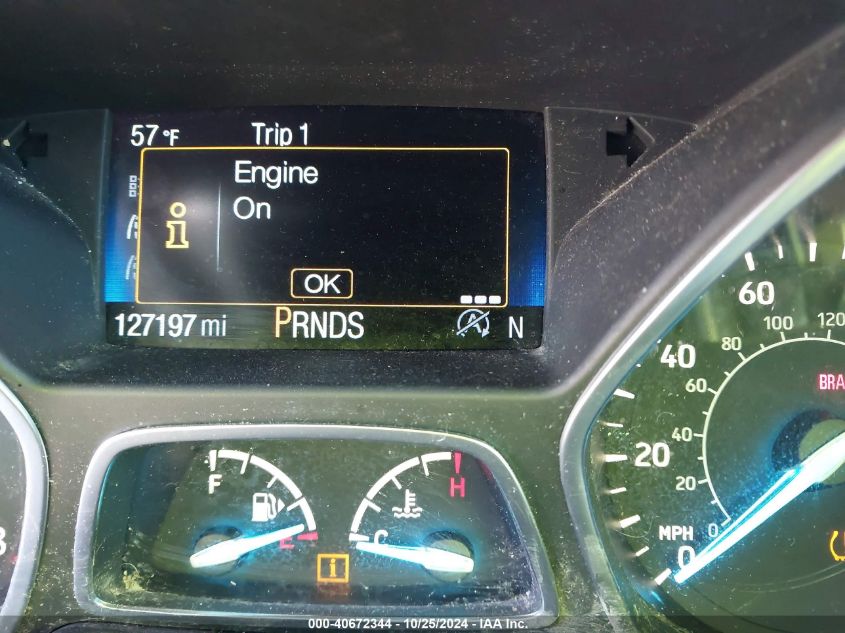 57 °F Trip 1
Engine
On
OK
127197 mi PRNDS N
60
100 120
40 80
60
BRA
20 40
20
MPH 0
0
F H
E C
000-40672344 - 10/25/2024 - IAA Inc.